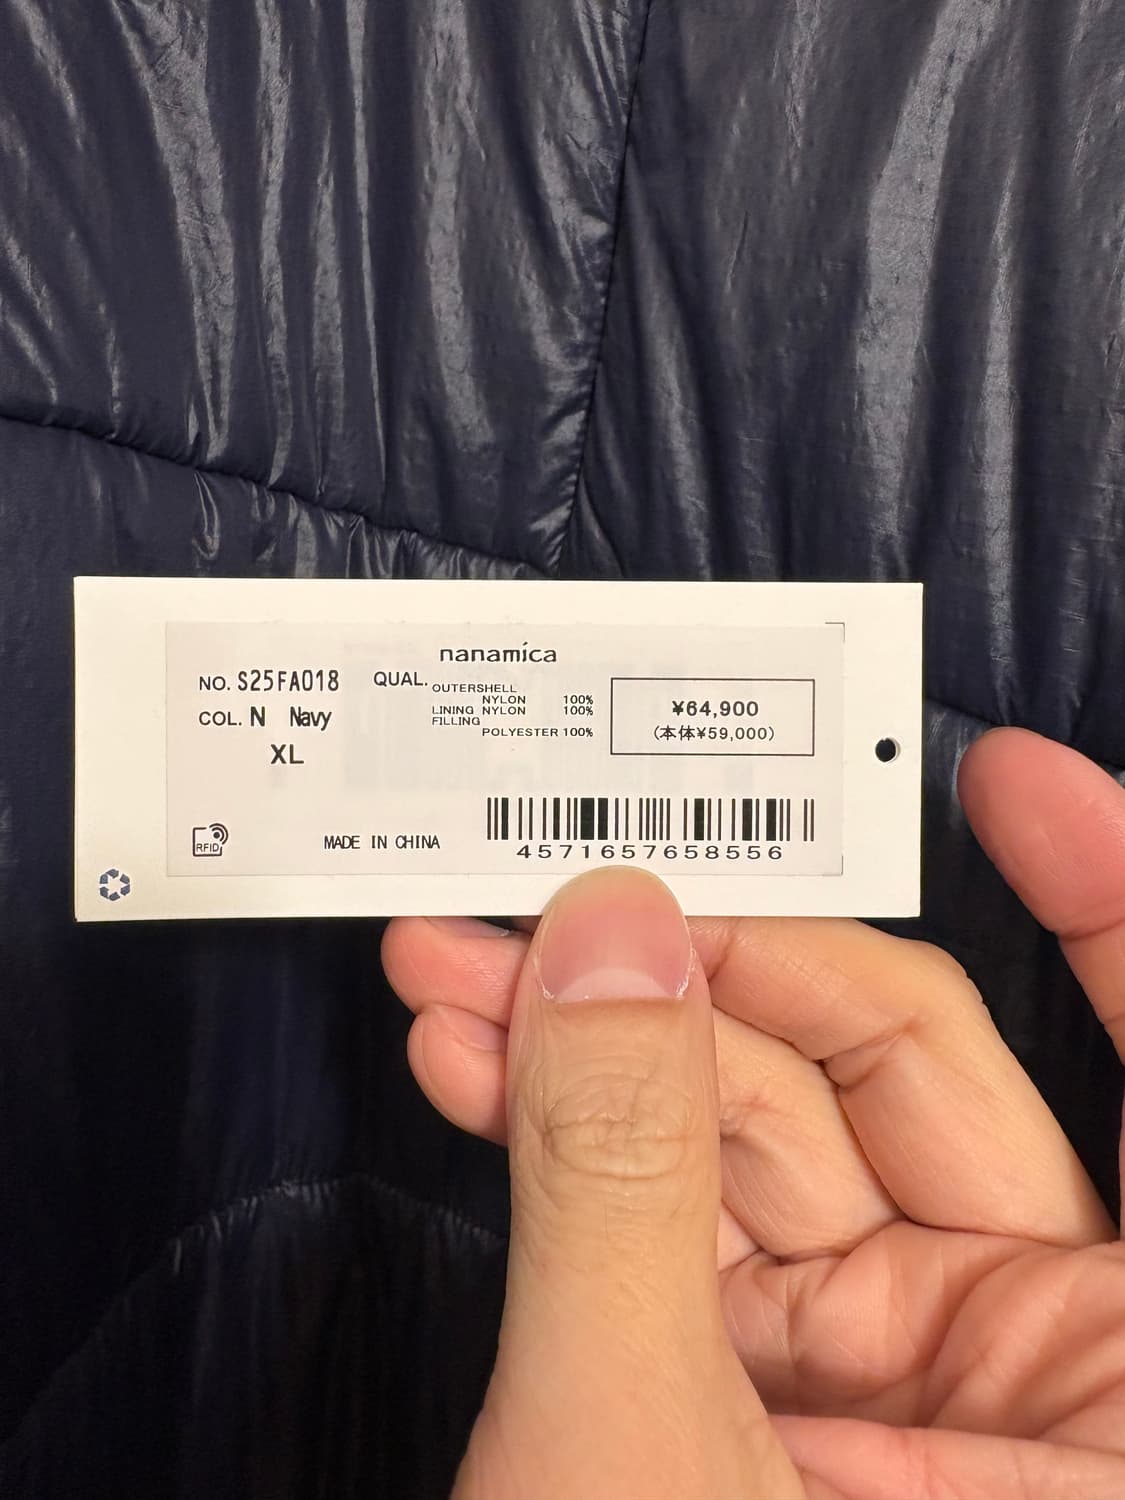 nanamica
NO. S25FA018
COL. N Navy
XL
QUAL. OUTERSHELL
NYLON 100%
LINING NYLON 100%
FILLING
POLYESTER 100%
¥64,900
(本体¥59,000)
RFID
MADE IN CHINA
4571657658556